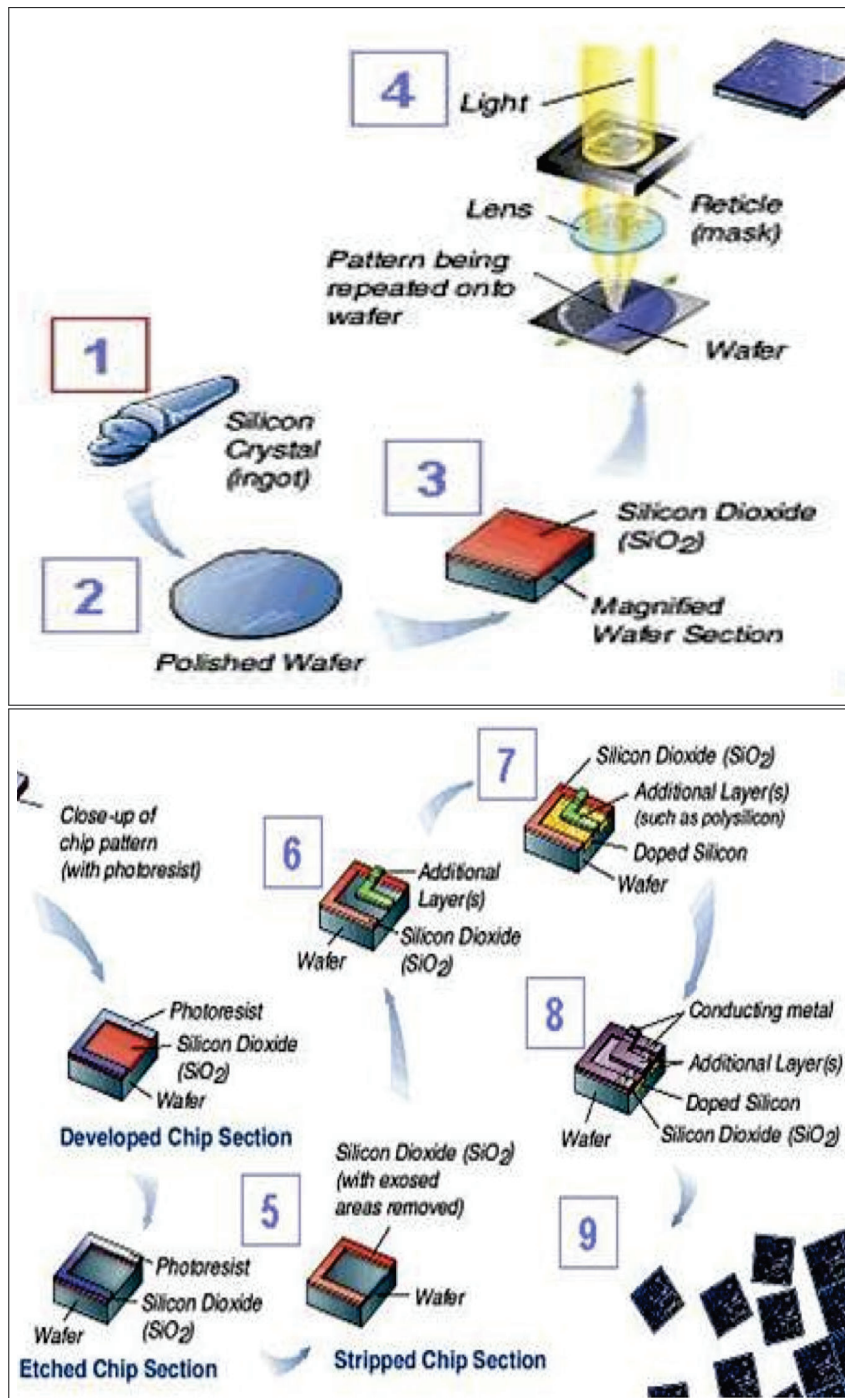 4
Light
Reticle
(mask)
Lens
Pattern being
repeated onto
wafer
Wafer
1
Silicon
Crystal
(ingot)
3
Silicon Dioxide
(SiO2)
2
Magnified
Wafer Section
Polished Wafer
7
Silicon Dioxide (SiO2)
Additional Layer(s)
(such as polysilicon)
Doped Silicon
Wafer
Close-up of
chip pattern
(with photoresist)
6
Additional
Layer(s)
Silicon Dioxide
(SiO2)
Wafer
Photoresist
Silicon Dioxide
(SiO2)
Wafer
Developed Chip Section
8
Conducting metal
Additional Layer(s)
Doped Silicon
Silicon Dioxide (SiO2)
Wafer
5
Silicon Dioxide (SiO2)
(with exosed
areas removed)
Wafer
Stripped Chip Section
Photoresist
Silicon Dioxide
(SiO2)
Wafer
Etched Chip Section
9